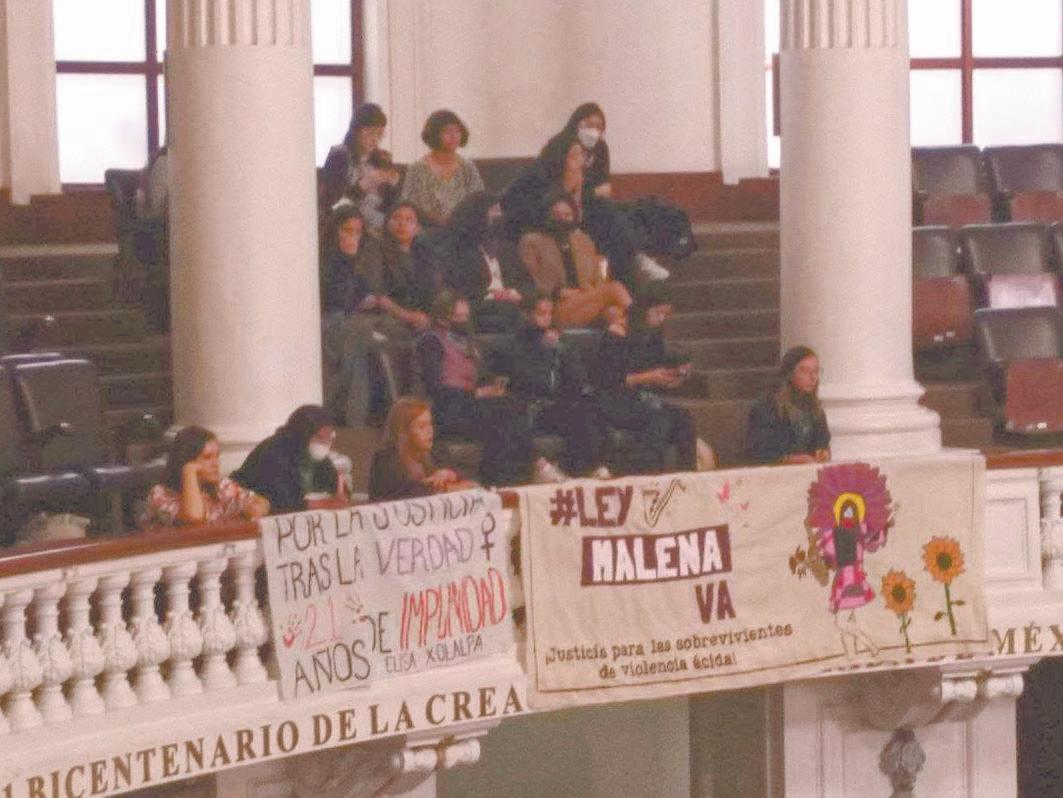 POR LA JUSTICIA
TRAS LA VERDAD
21 DE IMPUNIDAD
AÑOS ELISA XOLALPA
#LEY
MALENA
VA
¡Justicia para las sobrevivientes
de violencia ácida!
BICENTENARIO DE LA CREA
MÉX